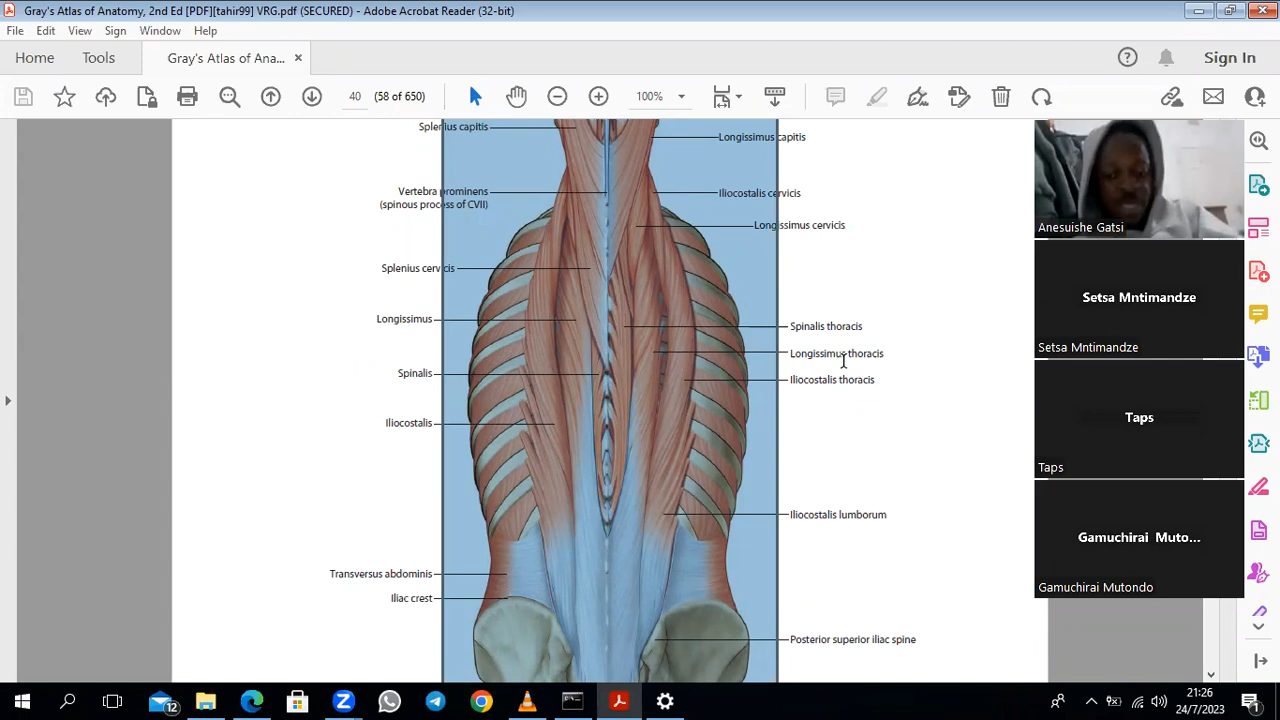 Gray's Atlas of Anatomy, 2nd Ed [PDF][tahir99] VRG.pdf (SECURED) - Adobe Acrobat Reader (32-bit)
File Edit View Sign Window Help
Home Tools Gray's Atlas of Ana... × Sign In
40 (58 of 650) 100%
Splenius capitis
Longissimus capitis
Vertebra prominens
(spinous process of CVII)
Iliocostalis cervicis
Longissimus cervicis
Splenius cervicis
Longissimus
Spinalis thoracis
Longissimus thoracis
Spinalis
Iliocostalis thoracis
Iliocostalis
Iliocostalis lumborum
Transversus abdominis
Iliac crest
Posterior superior iliac spine
Anesuishe Gatsi
Setsa Mntimandze
Setsa Mntimandze
Taps
Taps
Gamuchirai Muto...
Gamuchirai Mutondo
12
21:26
24/7/2023
1